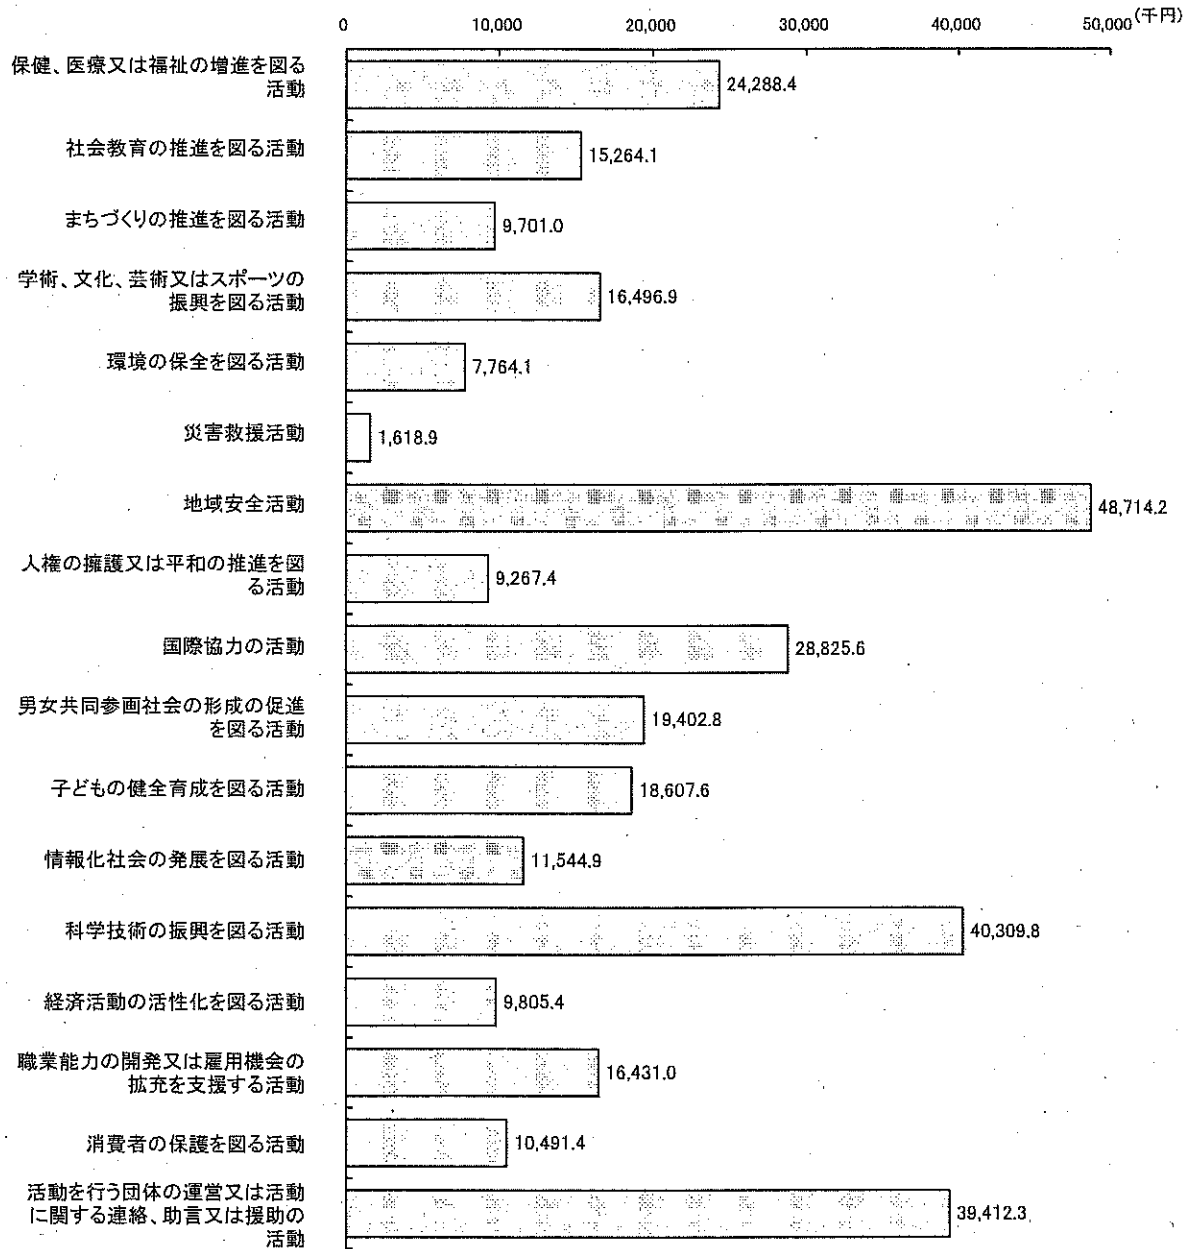 0 10,000 20,000 30,000 40,000 50,000 (千円)
保健、医療又は福祉の増進を図る
活動
24,288.4
社会教育の推進を図る活動
15,264.1
まちづくりの推進を図る活動
9,701.0
学術、文化、芸術又はスポーツの
振興を図る活動
16,496.9
環境の保全を図る活動
7,764.1
災害救援活動
1,618.9
地域安全活動
48,714.2
人権の擁護又は平和の推進を図
る活動
9,267.4
国際協力の活動
28,825.6
男女共同参画社会の形成の促進
を図る活動
19,402.8
子どもの健全育成を図る活動
18,607.6
情報化社会の発展を図る活動
11,544.9
科学技術の振興を図る活動
40,309.8
経済活動の活性化を図る活動
9,805.4
職業能力の開発又は雇用機会の
拡充を支援する活動
16,431.0
消費者の保護を図る活動
10,491.4
活動を行う団体の運営又は活動
に関する連絡、助言又は援助の
活動
39,412.3